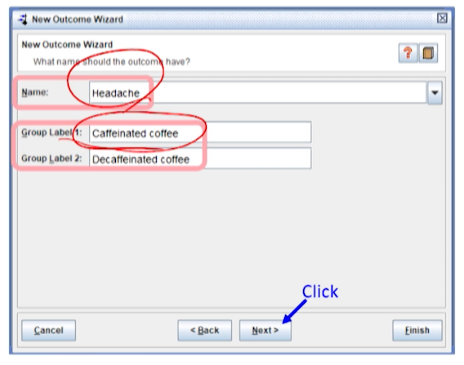 New Outcome Wizard
New Outcome Wizard
What name should the outcome have?
Name: Headache
Group Label 1: Caffeinated coffee
Group Label 2: Decaffeinated coffee
Click
Cancel < Back Next > Finish